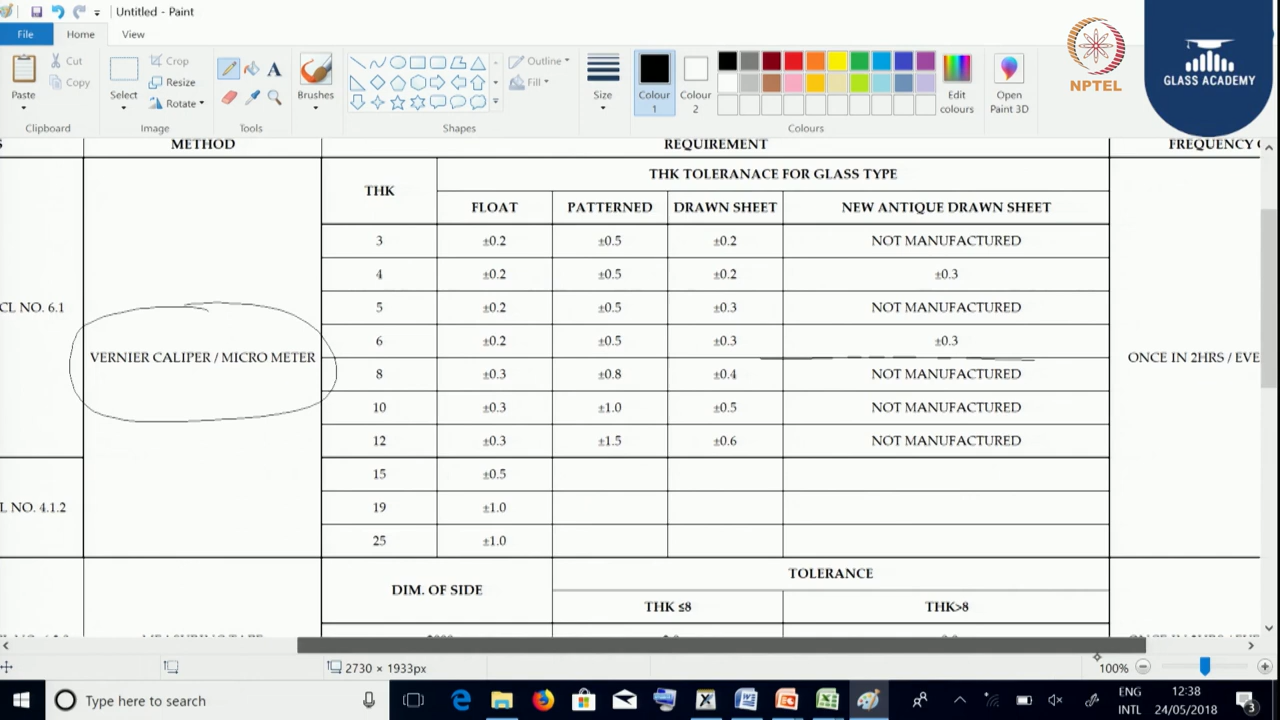 Untitled - Paint
File Home View
Cut
Copy
Paste
Clipboard
Select
Crop
Resize
Rotate
Image
A
Tools
Brushes
Outline
Fill
Shapes
Size
Colour 1
Colour 2
Edit colours
Open Paint 3D
Colours
NPTEL
GLASS ACADEMY
METHOD REQUIREMENT FREQUENCY
THK TOLERANACE FOR GLASS TYPE
THK
FLOAT PATTERNED DRAWN SHEET NEW ANTIQUE DRAWN SHEET
3 ±0.2 ±0.5 ±0.2 NOT MANUFACTURED
4 ±0.2 ±0.5 ±0.2 ±0.3
CL NO. 6.1 5 ±0.2 ±0.5 ±0.3 NOT MANUFACTURED
6 ±0.2 ±0.5 ±0.3 ±0.3
VERNIER CALIPER / MICRO METER ONCE IN 2HRS / EVE
8 ±0.3 ±0.8 ±0.4 NOT MANUFACTURED
10 ±0.3 ±1.0 ±0.5 NOT MANUFACTURED
12 ±0.3 ±1.5 ±0.6 NOT MANUFACTURED
15 ±0.5
L NO. 4.1.2 19 ±1.0
25 ±1.0
TOLERANCE
DIM. OF SIDE
THK ≤8 THK>8
2730 × 1933px 100%
Type here to search
ENG 12:38
INTL 24/05/2018
3